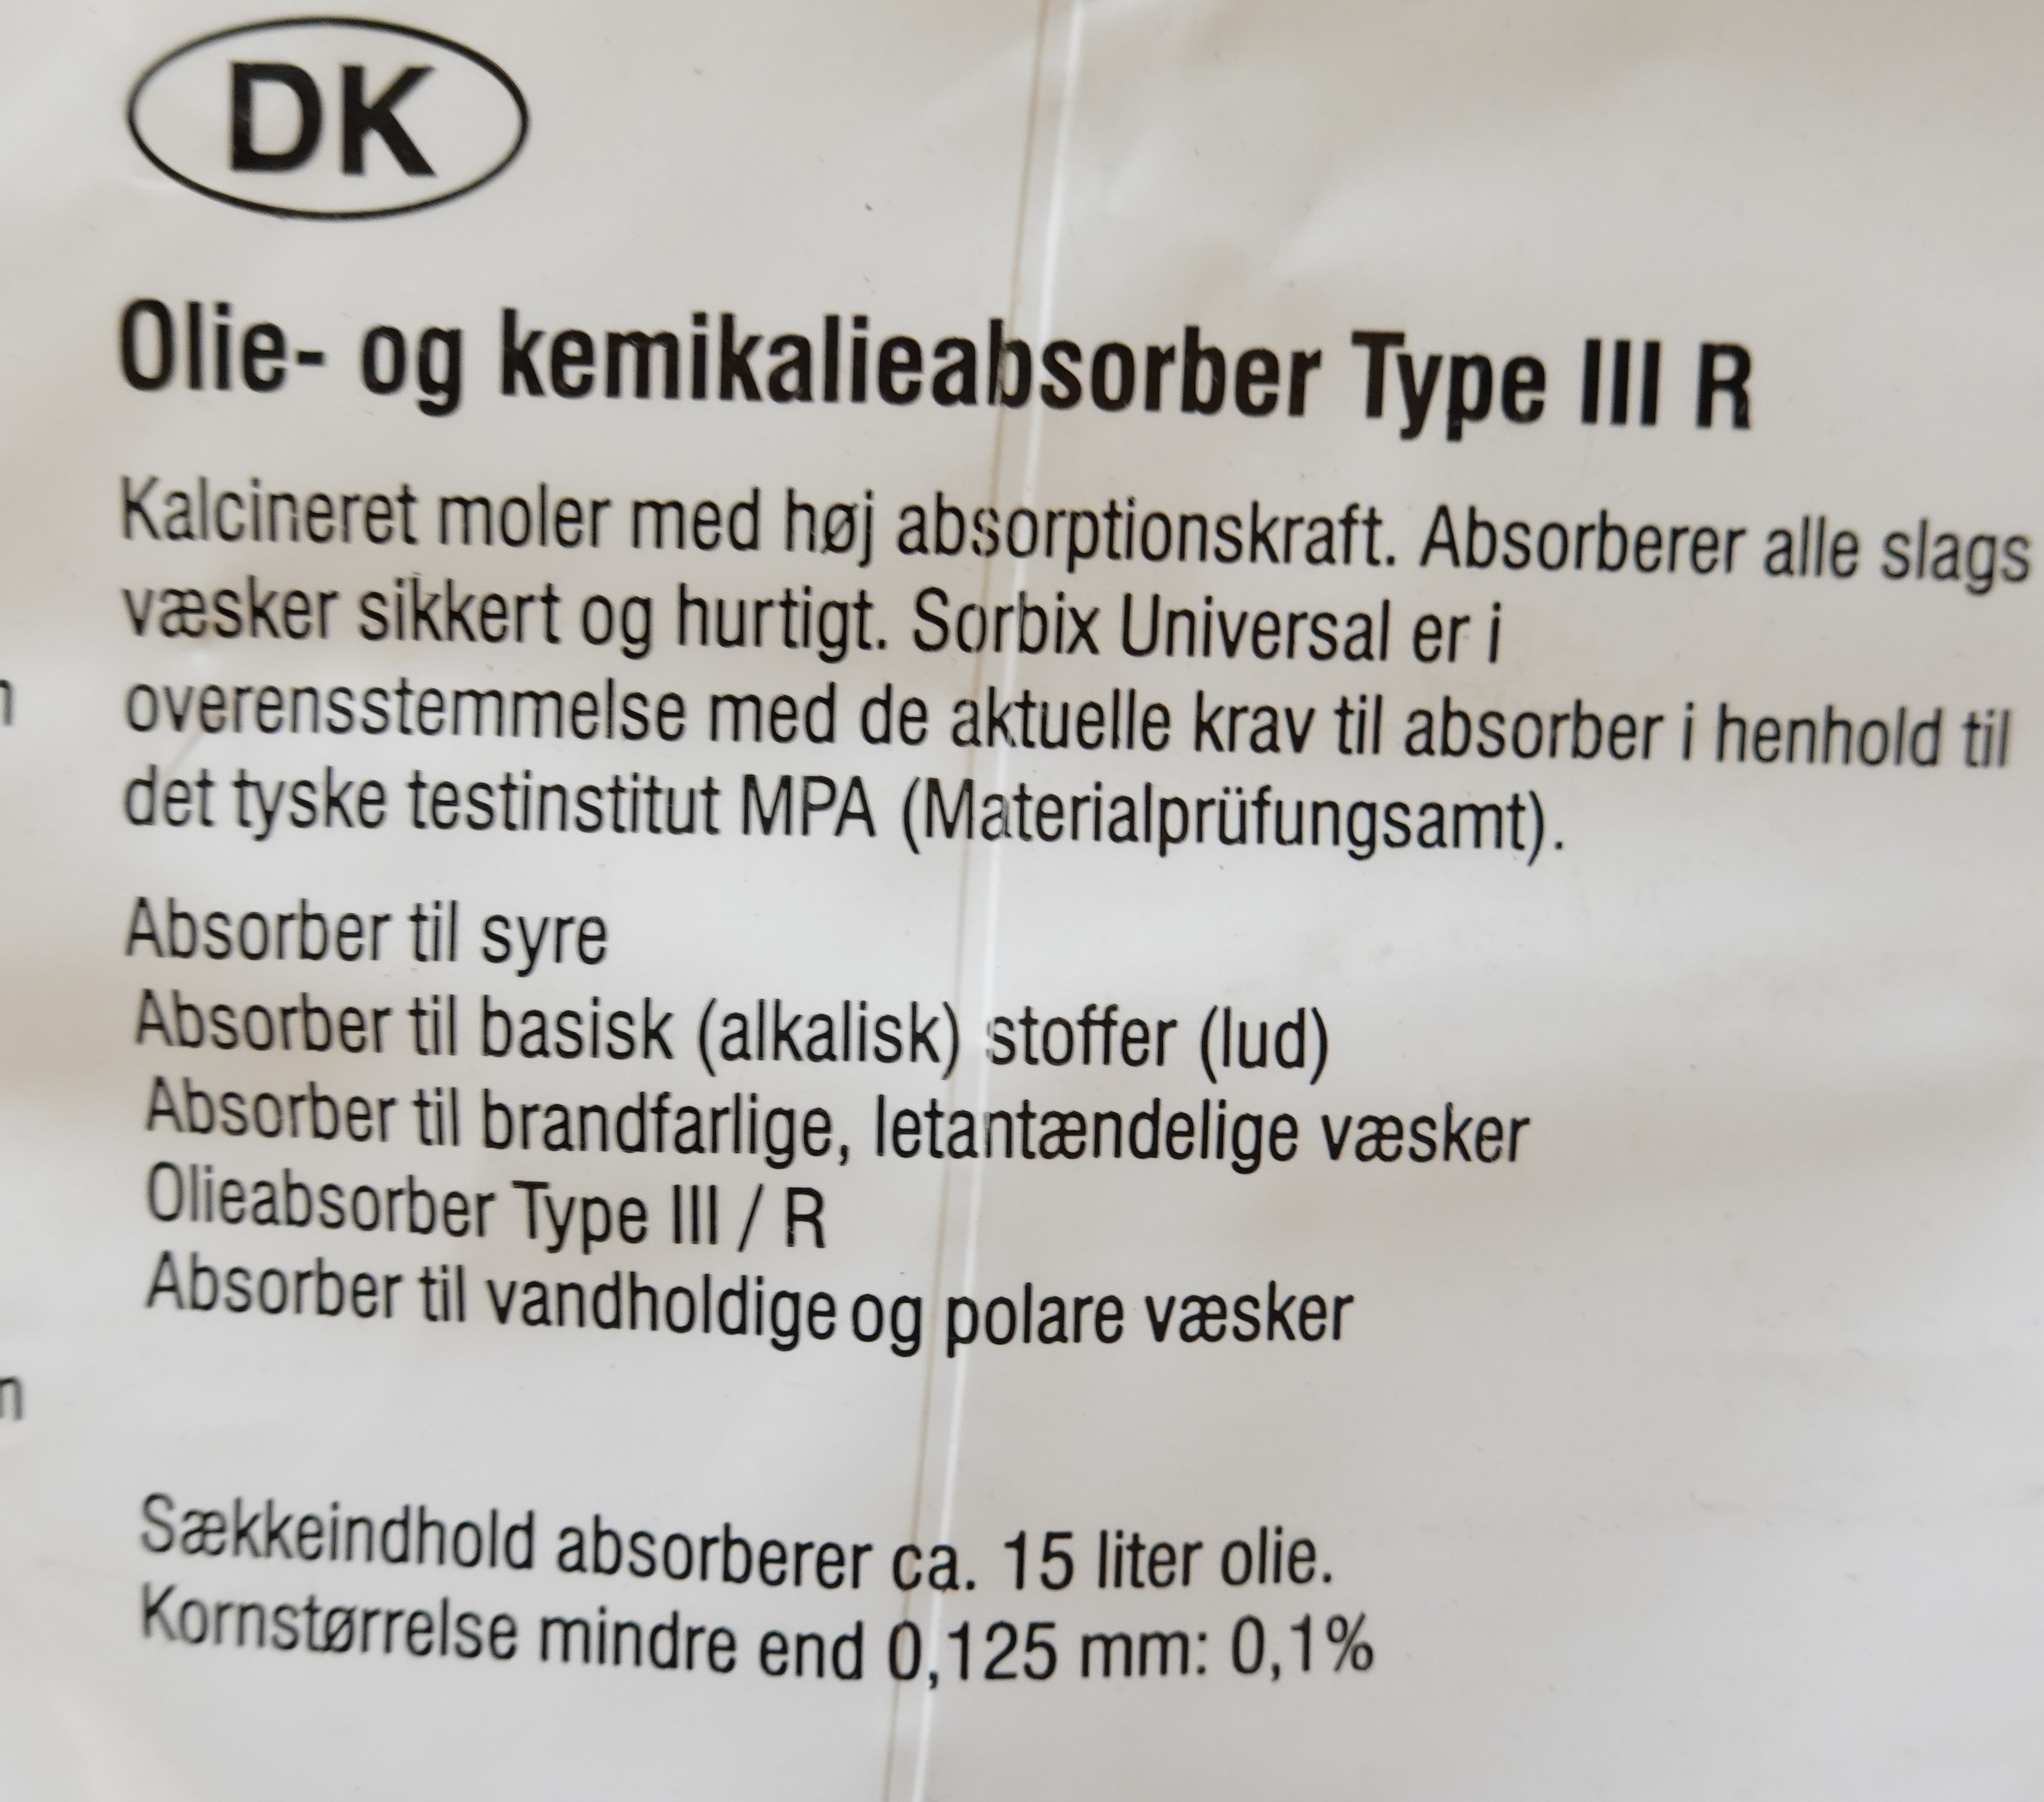 DK
Olie- og kemikalieabsorber Type III R
Kalcineret moler med høj absorptionskraft. Absorberer alle slags
væsker sikkert og hurtigt. Sorbix Universal er i
overensstemmelse med de aktuelle krav til absorber i henhold til
det tyske testinstitut MPA (Materialprüfungsamt).
Absorber til syre
Absorber til basisk (alkalisk) stoffer (lud)
Absorber til brandfarlige, letantændelige væsker
Olieabsorber Type III / R
Absorber til vandholdige og polare væsker
Sækkeindhold absorberer ca. 15 liter olie.
Kornstørrelse mindre end 0,125 mm: 0,1%